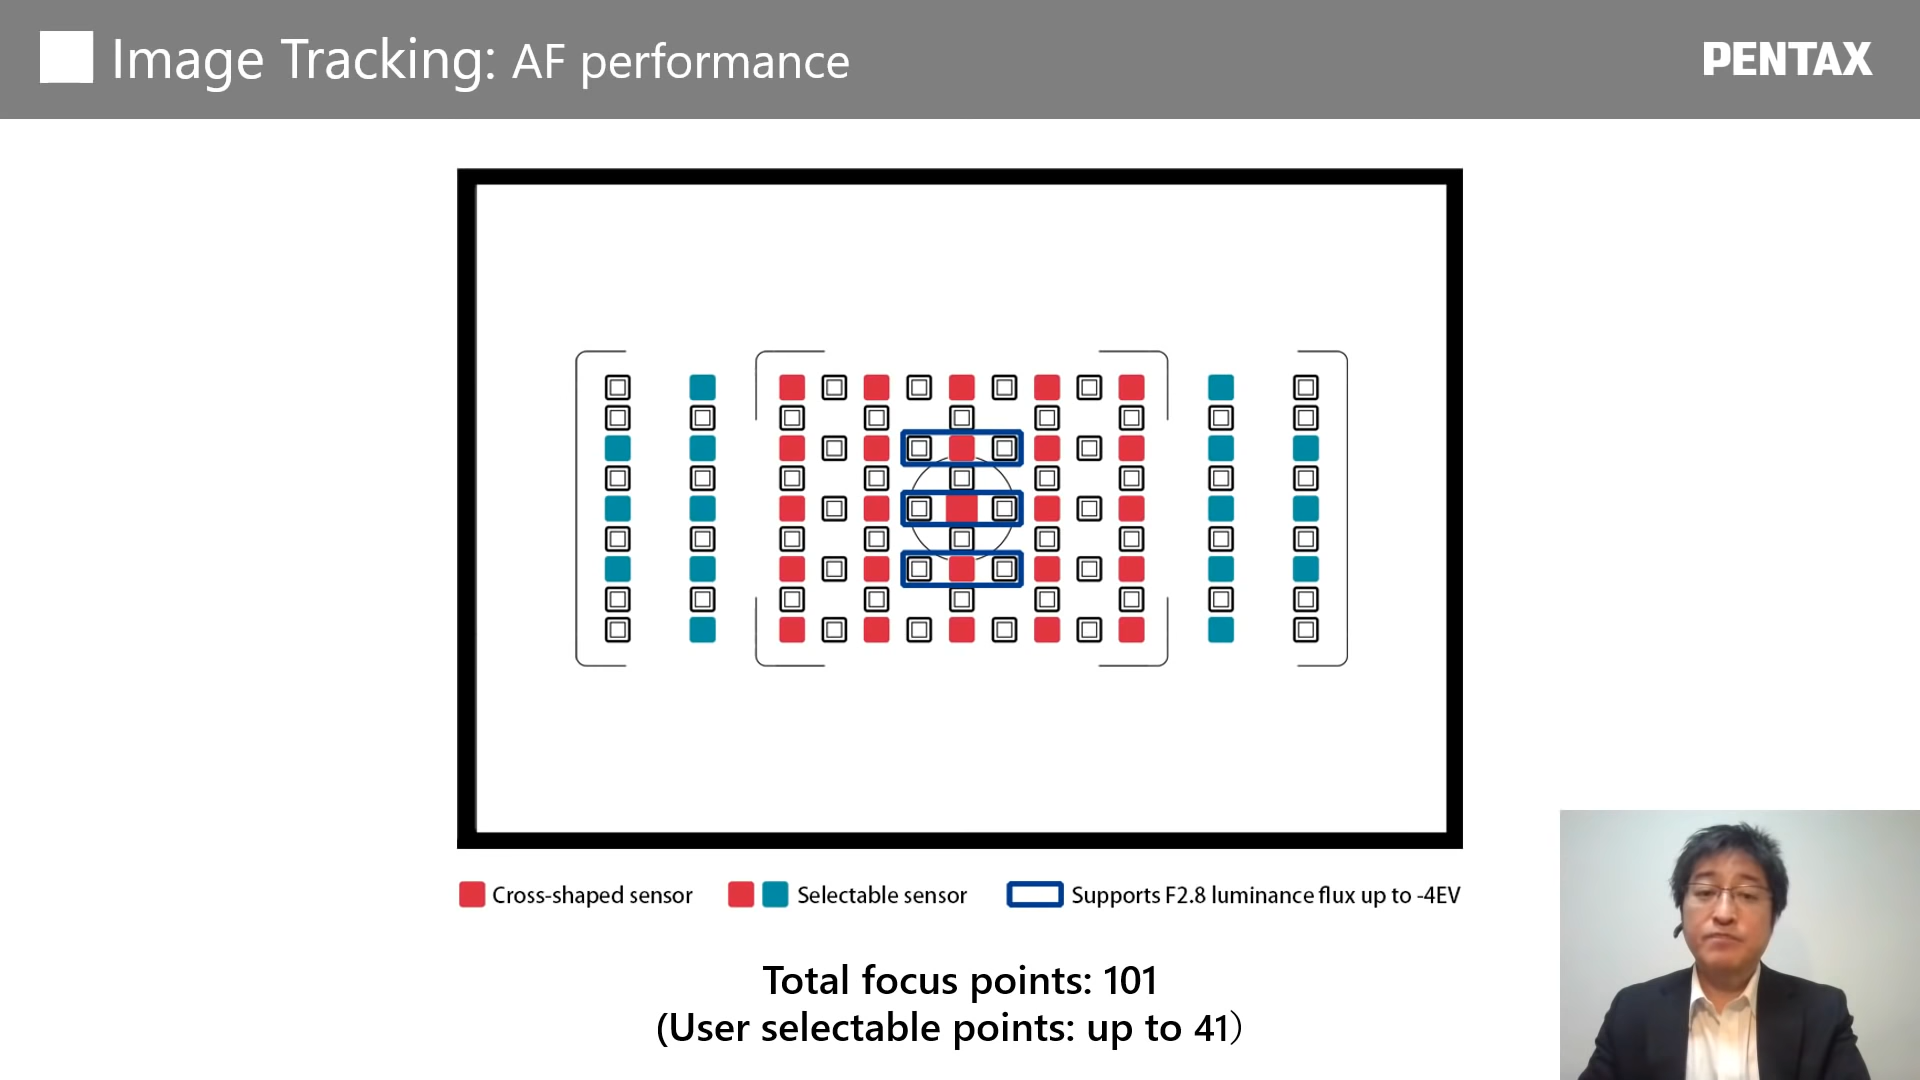 Image Tracking: AF performance
PENTAX
Cross-shaped sensor
Selectable sensor
Supports F2.8 luminance flux up to -4EV
Total focus points: 101
(User selectable points: up to 41）